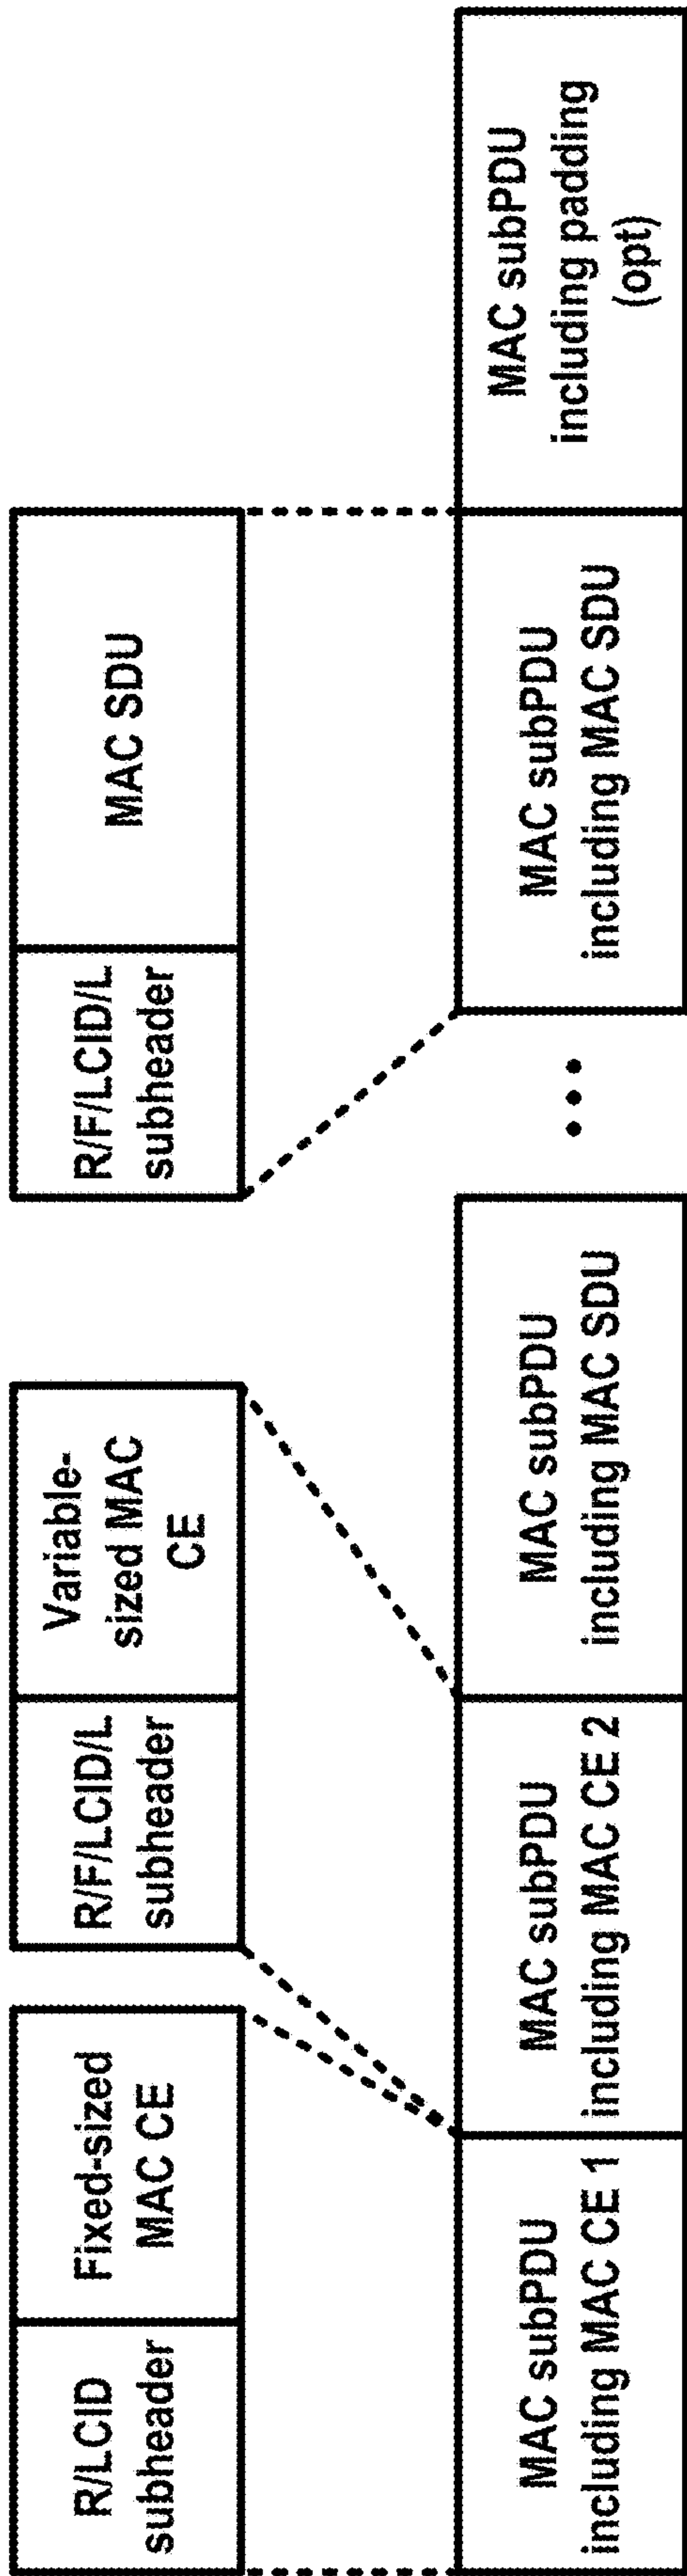 R/LCID
subheader
Fixed-sized
MAC CE
R/F/LCID/L
subheader
Variable-
sized MAC
CE
R/F/LCID/L
subheader
MAC SDU
MAC subPDU
including MAC CE 1
MAC subPDU
including MAC CE 2
MAC subPDU
including MAC SDU
...
MAC subPDU
including MAC SDU
MAC subPDU
including padding
(opt)